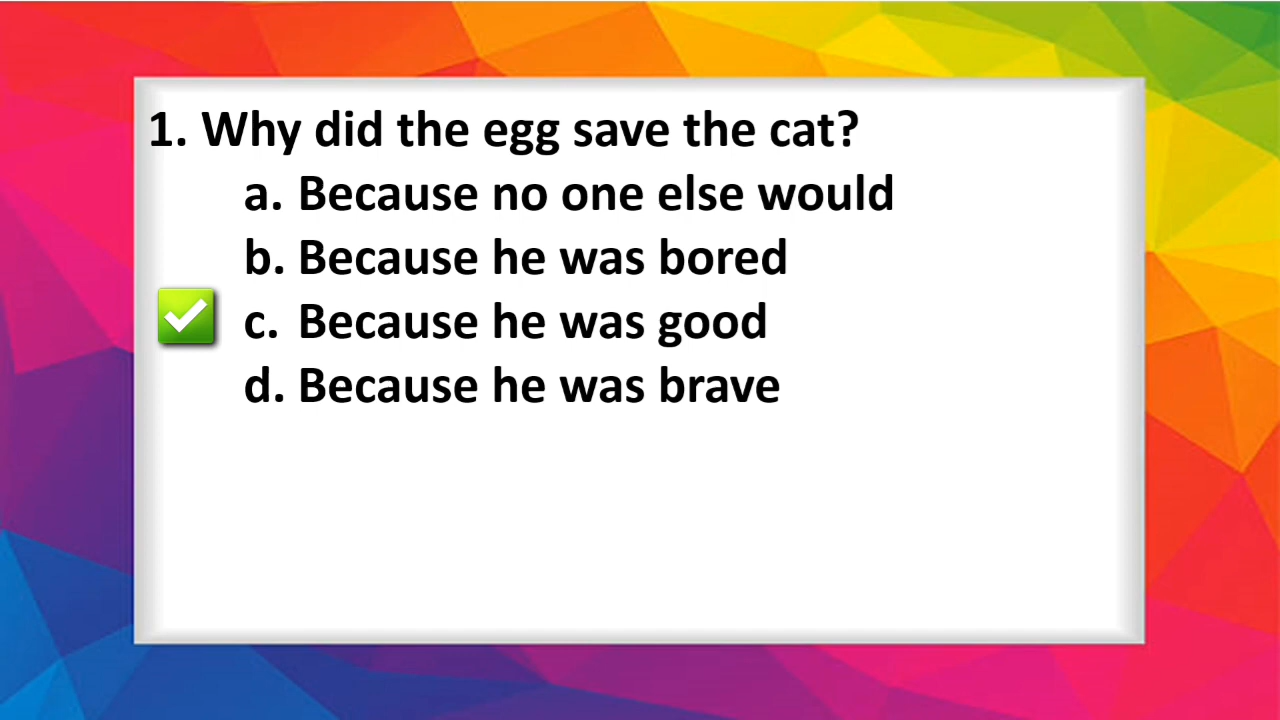 1. Why did the egg save the cat?
a. Because no one else would
b. Because he was bored
c. Because he was good
d. Because he was brave